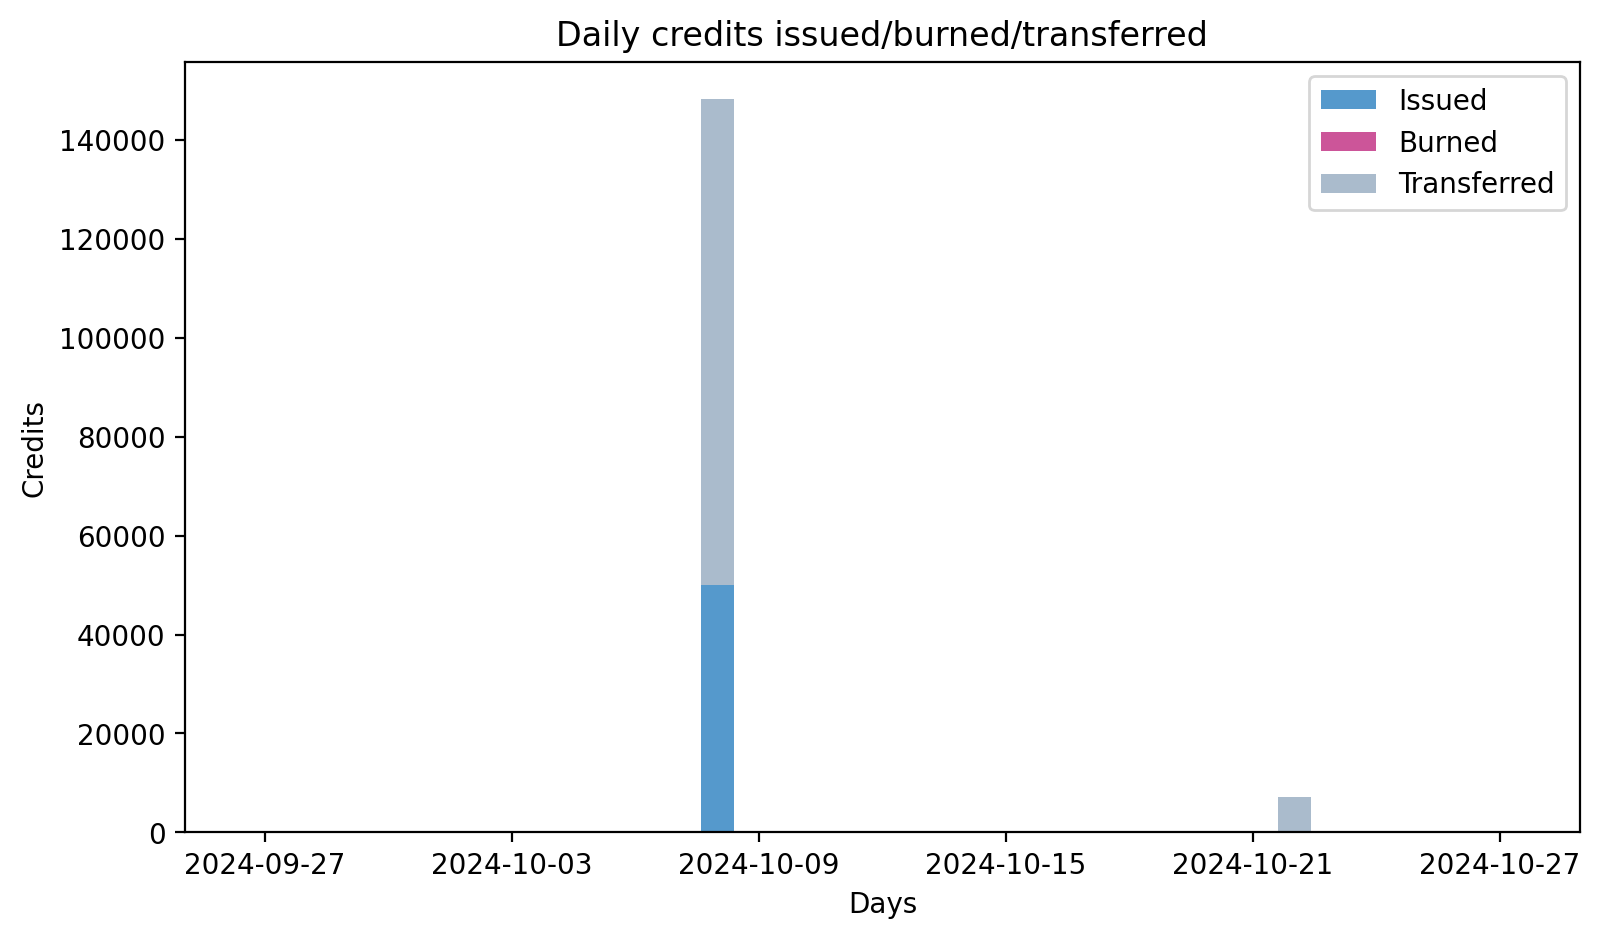 Daily credits issued/burned/transferred
Issued
Burned
Transferred
140000
120000
100000
80000
60000
40000
20000
0
Credits
2024-09-27 2024-10-03 2024-10-09 2024-10-15 2024-10-21 2024-10-27
Days